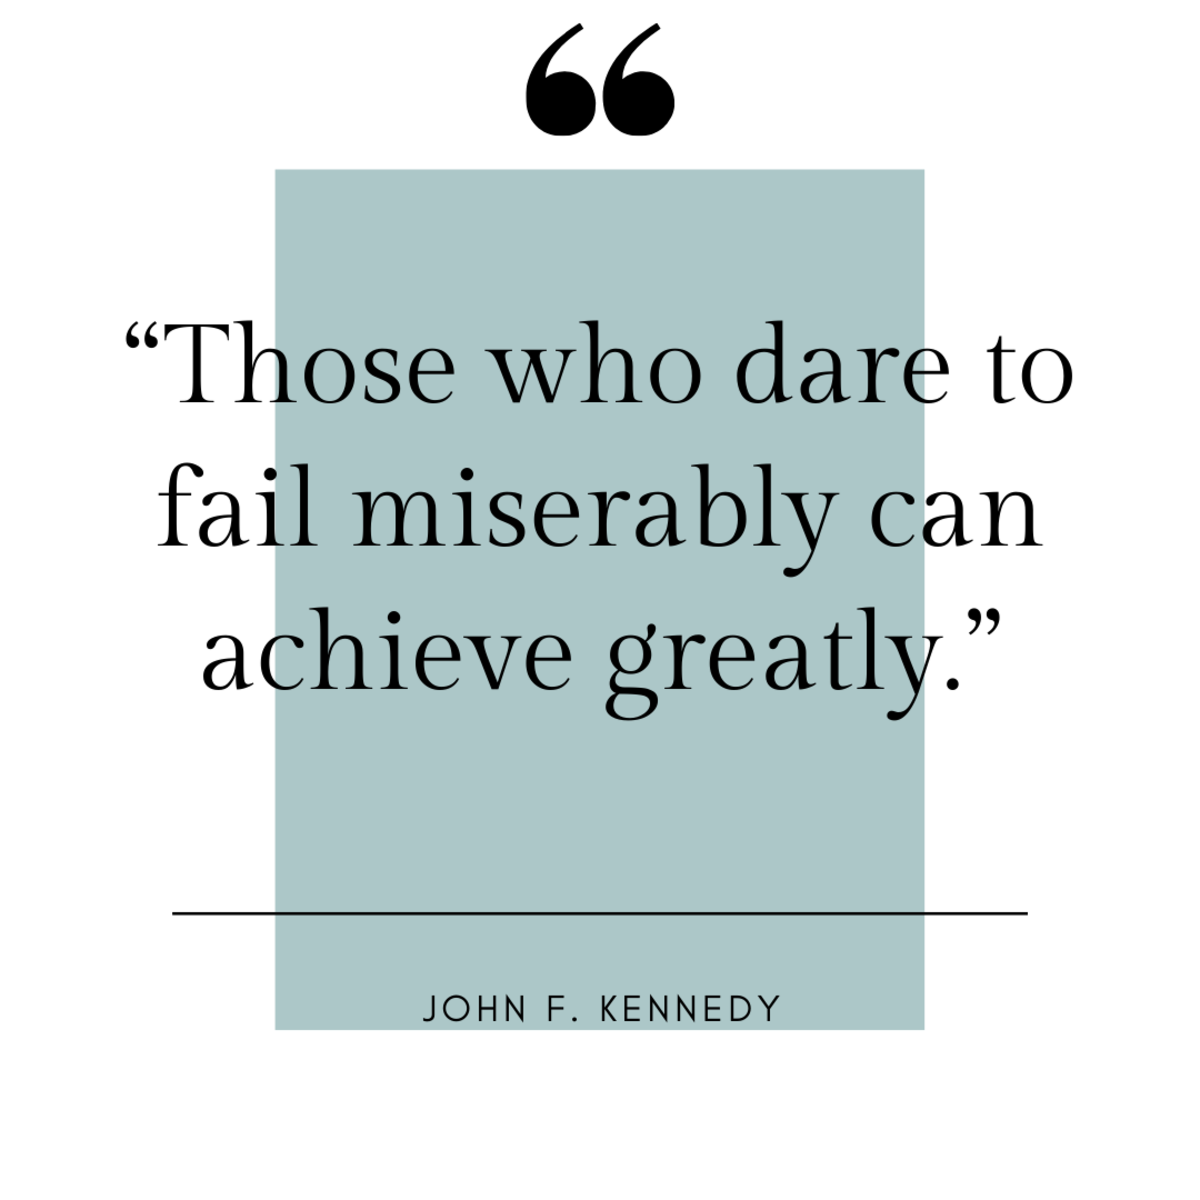 “
“Those who dare to
fail miserably can
achieve greatly.”
JOHN F. KENNEDY